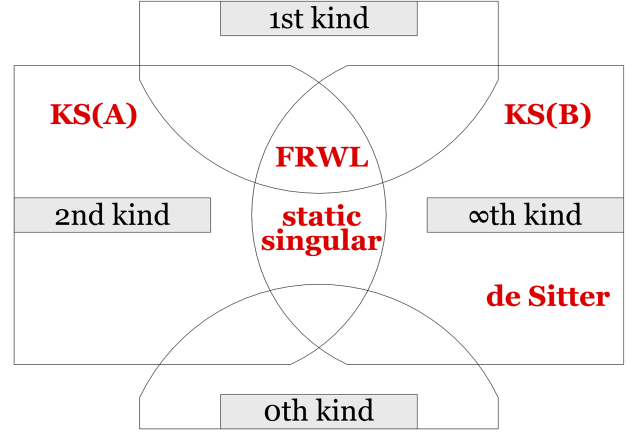 1st kind
KS(A)
KS(B)
FRWL
2nd kind
static
singular
∞th kind
de Sitter
0th kind